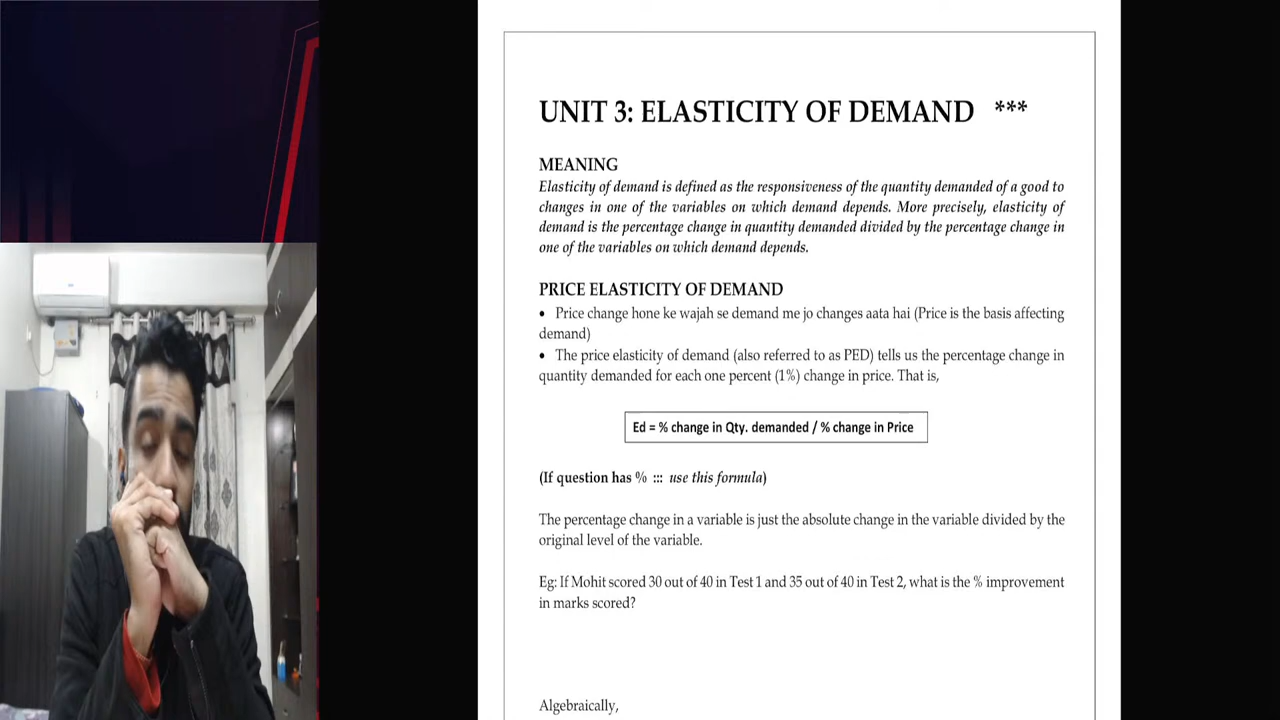 UNIT 3: ELASTICITY OF DEMAND ***
MEANING
Elasticity of demand is defined as the responsiveness of the quantity demanded of a good to
changes in one of the variables on which demand depends. More precisely, elasticity of
demand is the percentage change in quantity demanded divided by the percentage change in
one of the variables on which demand depends.
PRICE ELASTICITY OF DEMAND
• Price change hone ke wajah se demand me jo changes aata hai (Price is the basis affecting
demand)
• The price elasticity of demand (also referred to as PED) tells us the percentage change in
quantity demanded for each one percent (1%) change in price. That is,
Ed = % change in Qty. demanded / % change in Price
(If question has % ::: use this formula)
The percentage change in a variable is just the absolute change in the variable divided by the
original level of the variable.
Eg: If Mohit scored 30 out of 40 in Test 1 and 35 out of 40 in Test 2, what is the % improvement
in marks scored?
Algebraically,